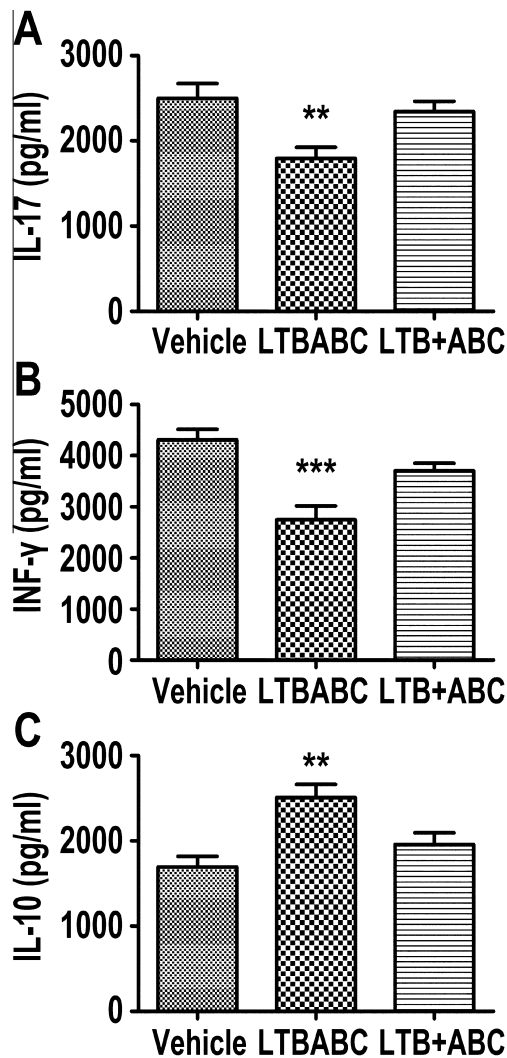 A
IL-17 (pg/ml)
3000
2000
1000
0
**
Vehicle LTBABC LTB+ABC
B
INF-γ (pg/ml)
5000
4000
3000
2000
1000
0
***
Vehicle LTBABC LTB+ABC
C
IL-10 (pg/ml)
3000
2000
1000
0
**
Vehicle LTBABC LTB+ABC